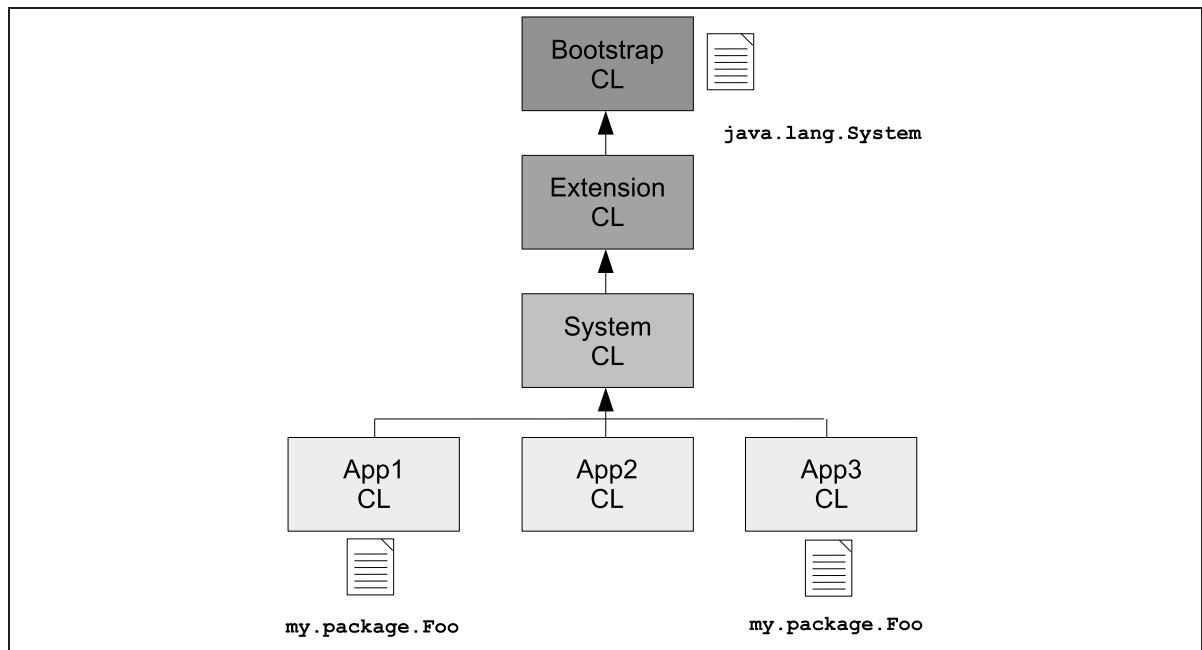 Bootstrap
CL
java.lang.System
Extension
CL
System
CL
App1
CL
App2
CL
App3
CL
my.package.Foo
my.package.Foo